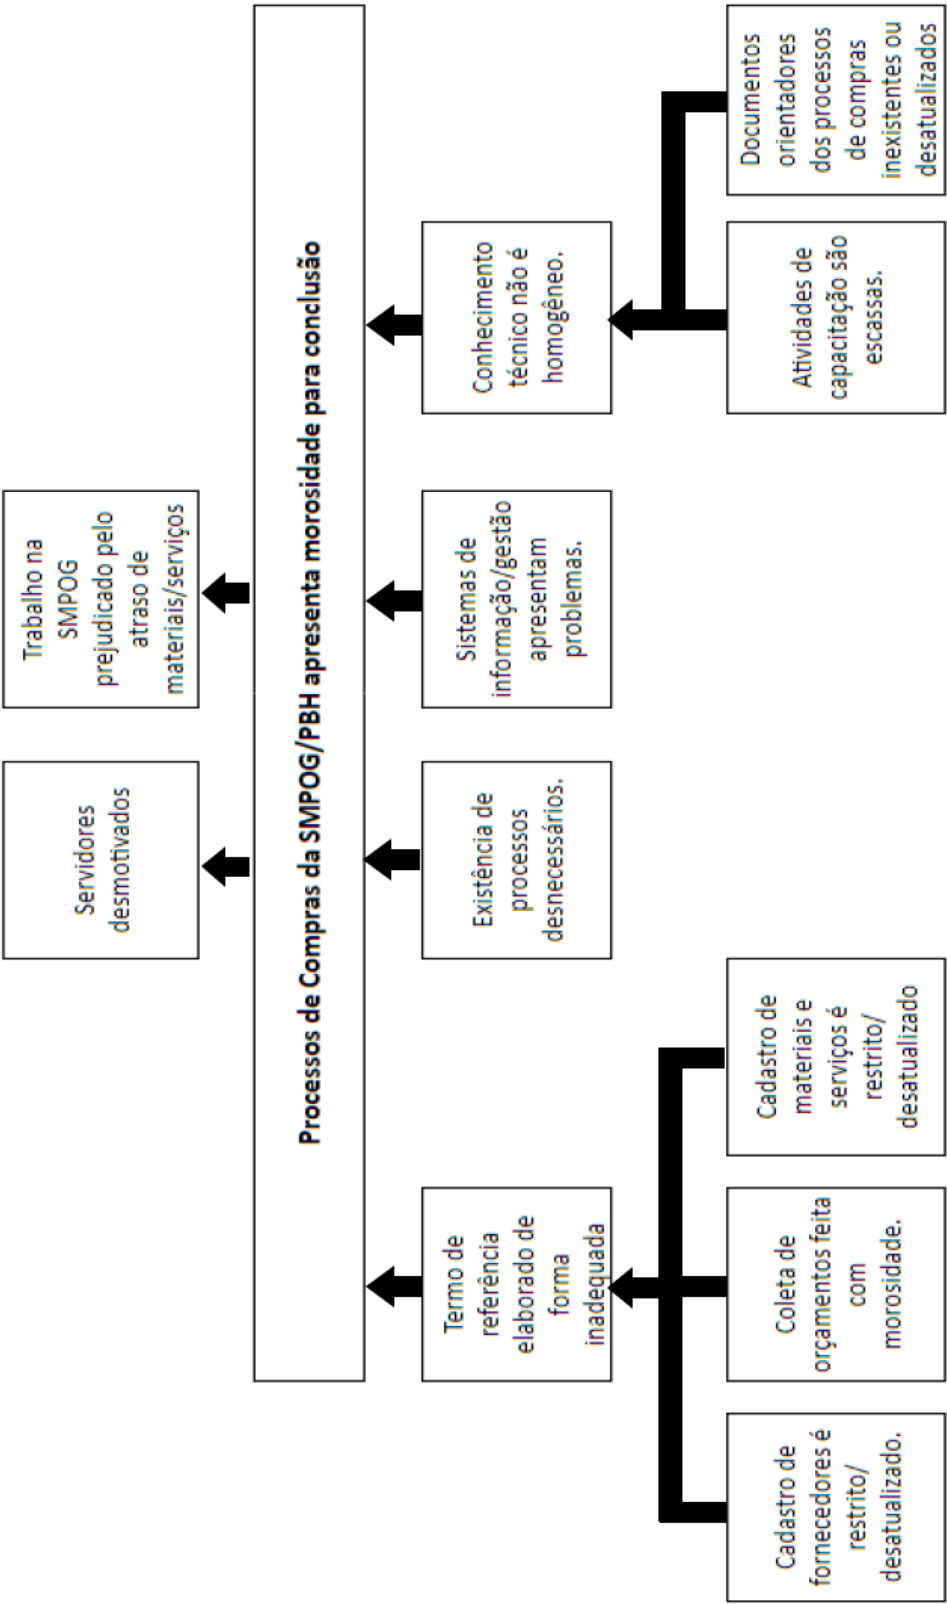 Servidores
desmotivados
Trabalho na
SMPOG
prejudicado pelo
atraso de
materiais/serviços
Processos de Compras da SMPOG/PBH apresenta morosidade para conclusão
Termo de
referência
elaborado de
forma
inadequada
Existência de
processos
desnecessários.
Sistemas de
informação/gestão
apresentam
problemas.
Conhecimento
técnico não é
homogêneo.
Cadastro de
fornecedores é
restrito/
desatualizado.
Coleta de
orçamentos feita
com
morosidade.
Cadastro de
materiais e
serviços é
restrito/
desatualizado
Atividades de
capacitação são
escassas.
Documentos
orientadores
dos processos
de compras
inexistentes ou
desatualizados